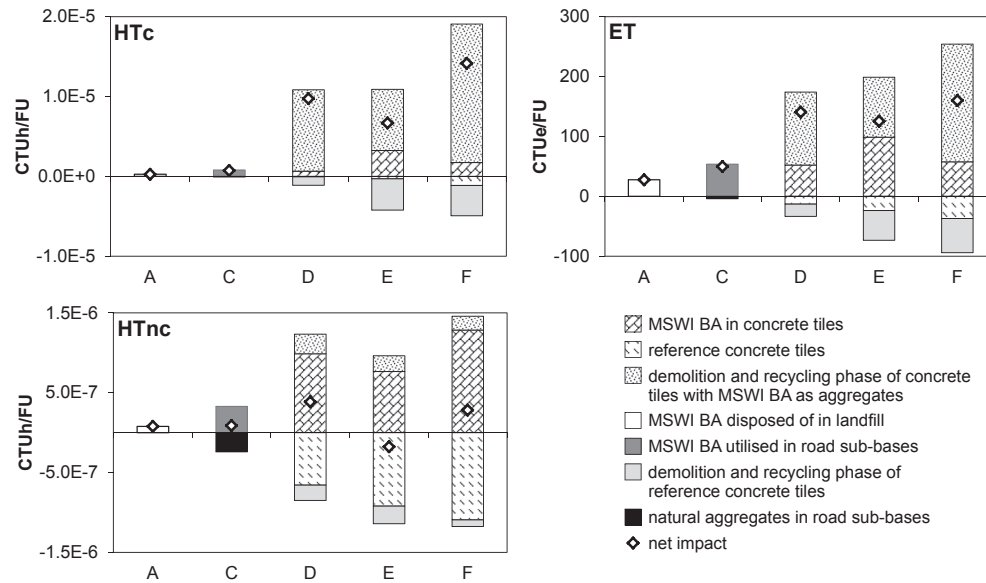 HTc
CTUh/FU
2.0E-5
1.0E-5
0.0E+0
-1.0E-5
A C D E F
ET
CTUe/FU
300
200
100
0
-100
A C D E F
HTnc
CTUh/FU
1.5E-6
5.0E-7
-5.0E-7
-1.5E-6
A C D E F
MSWI BA in concrete tiles
reference concrete tiles
demolition and recycling phase of concrete
tiles with MSWI BA as aggregates
MSWI BA disposed of in landfill
MSWI BA utilised in road sub-bases
demolition and recycling phase of
reference concrete tiles
natural aggregates in road sub-bases
net impact